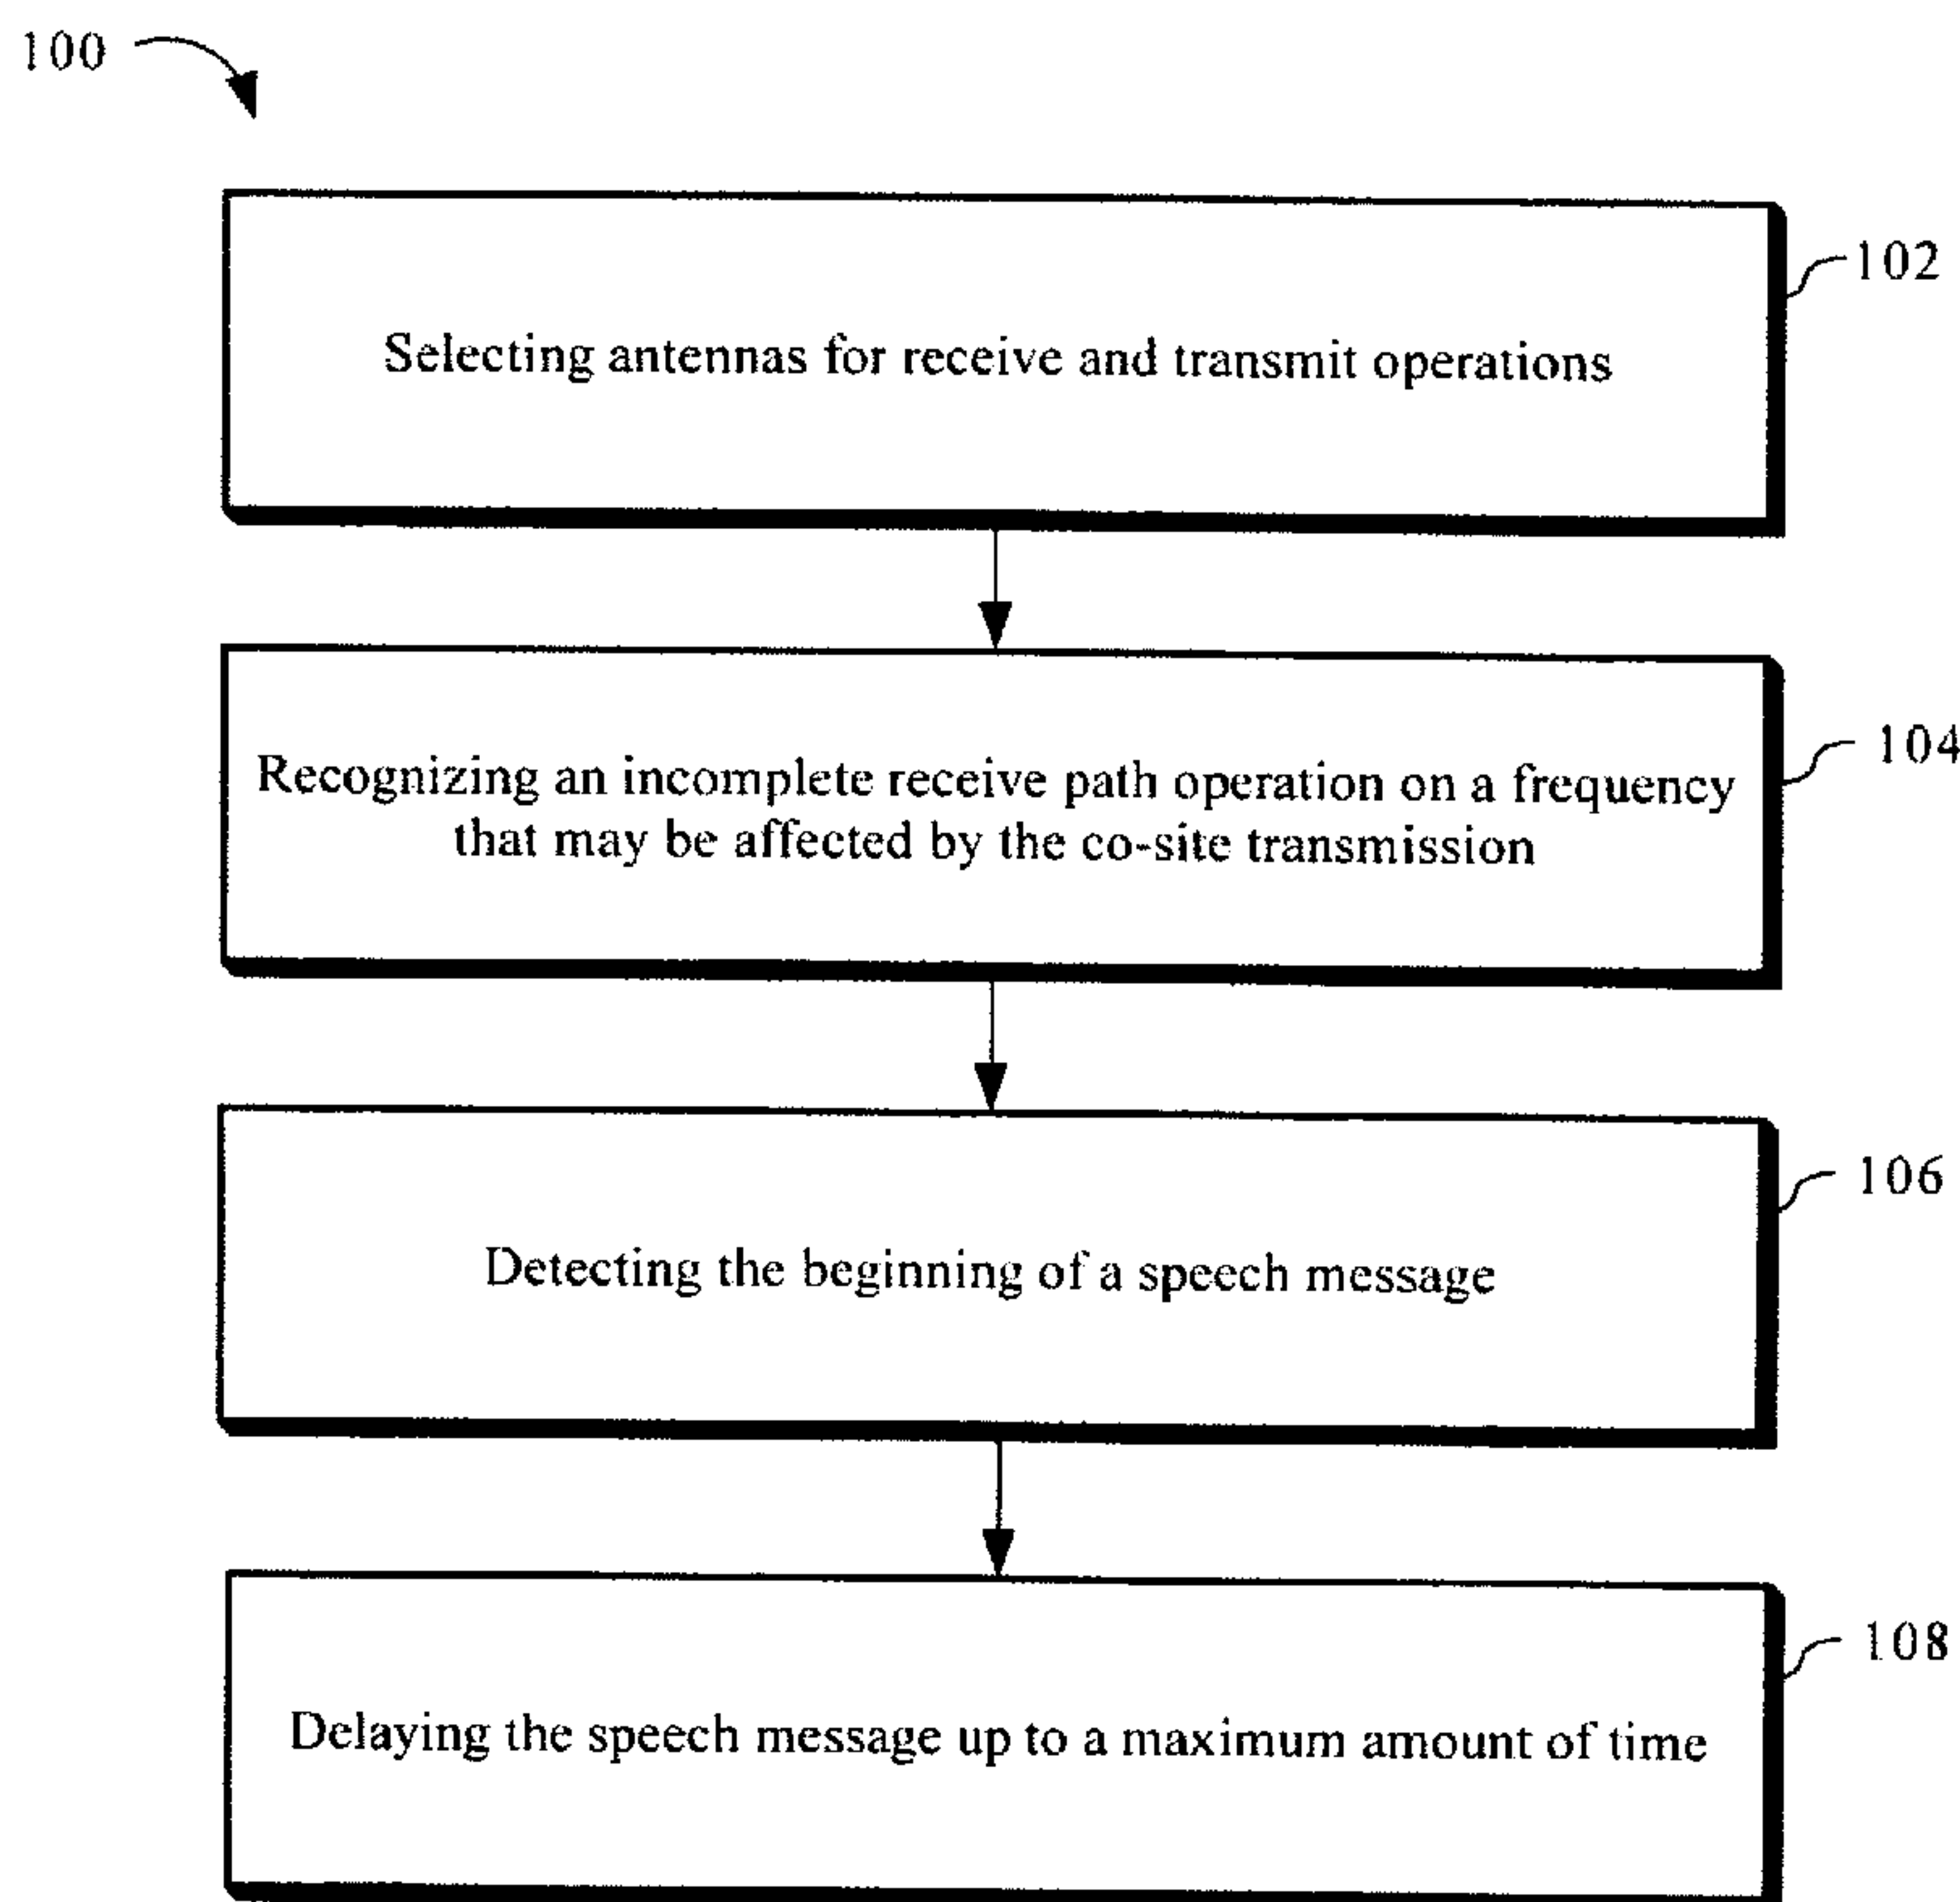 100
102
Selecting antennas for receive and transmit operations
104
Recognizing an incomplete receive path operation on a frequency
that may be affected by the co-site transmission
106
Detecting the beginning of a speech message
108
Delaying the speech message up to a maximum amount of time